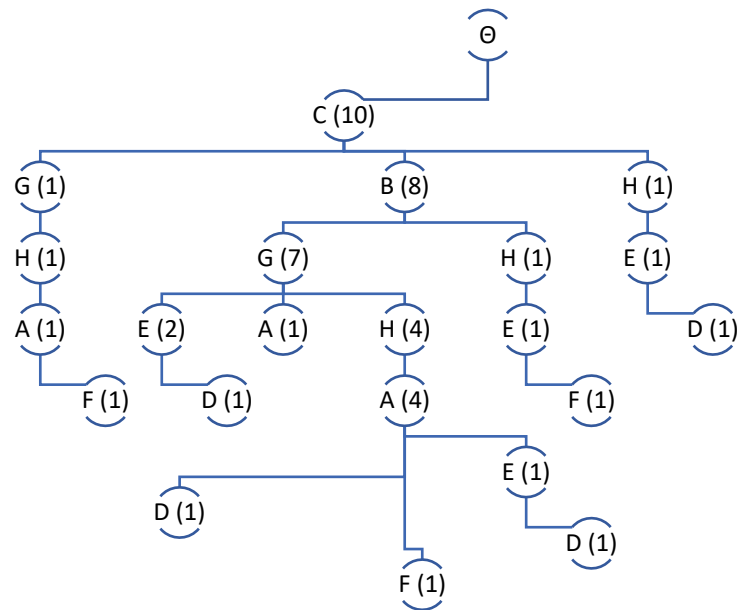 Θ
C (10)
G (1) B (8) H (1)
H (1) G (7) H (1) E (1)
A (1) E (2) A (1) H (4) E (1) D (1)
F (1) D (1) A (4) F (1)
E (1)
D (1)
D (1)
F (1)